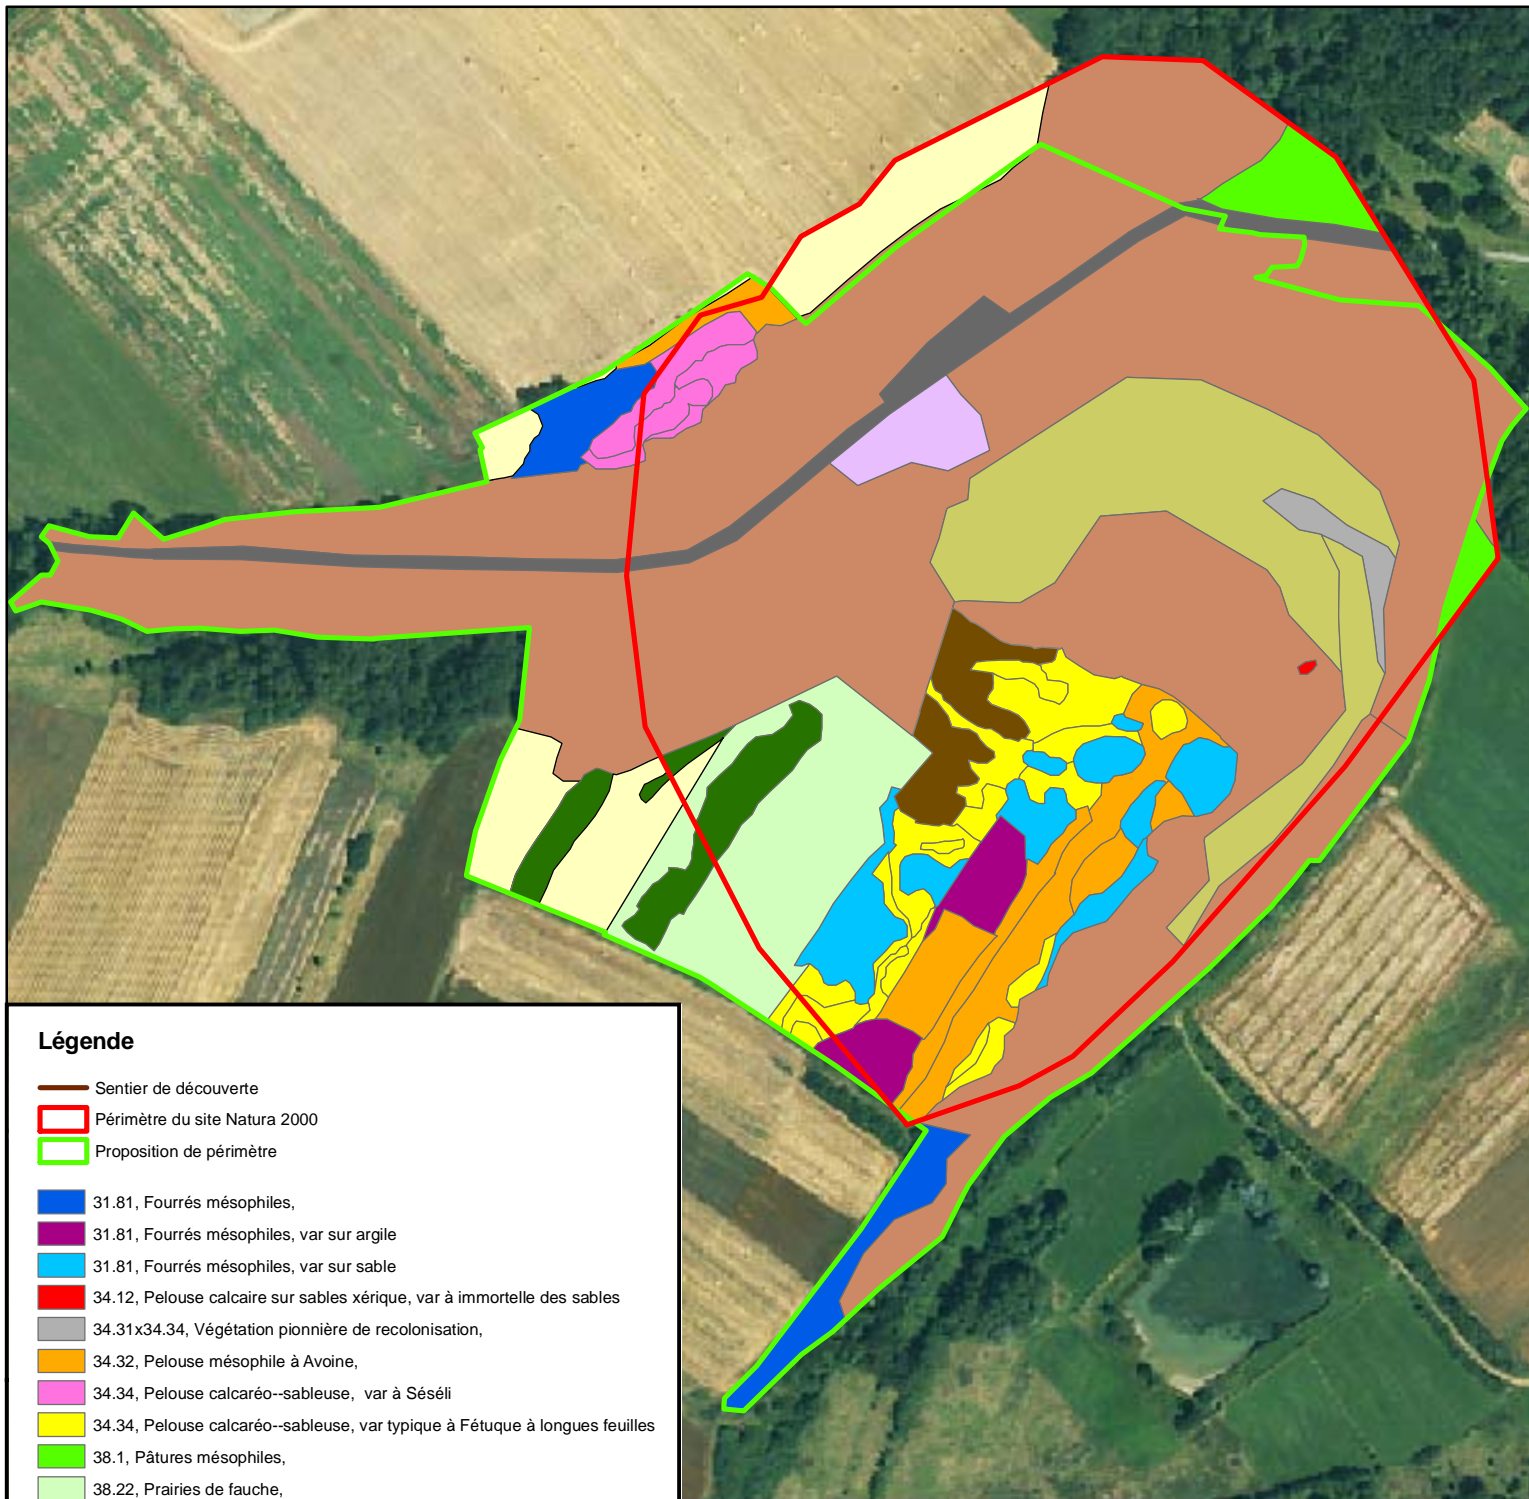 Légende
Sentier de découverte
Périmètre du site Natura 2000
Proposition de périmètre
31.81, Fourrés mésophiles,
31.81, Fourrés mésophiles, var sur argile
31.81, Fourrés mésophiles, var sur sable
34.12, Pelouse calcaire sur sables xérique, var à immortelle des sables
34.31x34.34, Végétation pionnière de recolonisation,
34.32, Pelouse mésophile à Avoine,
34.34, Pelouse calcaréo--sableuse, var à Séséli
34.34, Pelouse calcaréo--sableuse, var typique à Fétuque à longues feuilles
38.1, Pâtures mésophiles,
38.22, Prairies de fauche,